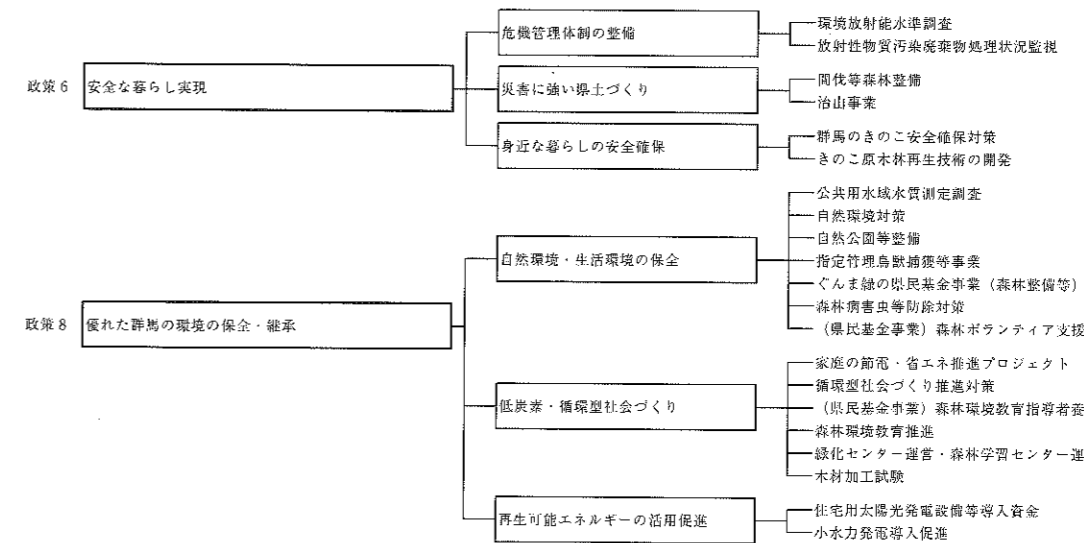 政策6 安全な暮らし実現
危機管理体制の整備
環境放射能水準調査
放射性物質汚染廃棄物処理状況監視
災害に強い県土づくり
間伐等森林整備
治山事業
身近な暮らしの安全確保
群馬のきのこ安全確保対策
きのこ原木林再生技術の開発
政策8 優れた群馬の環境の保全・継承
自然環境・生活環境の保全
公共用水域水質測定調査
自然環境対策
自然公園等整備
指定管理鳥獣捕獲等事業
ぐんま緑の県民基金事業（森林整備等）
森林病害虫等防除対策
（県民基金事業）森林ボランティア支援
低炭素・循環型社会づくり
家庭の節電・省エネ推進プロジェクト
循環型社会づくり推進対策
（県民基金事業）森林環境教育指導者養
森林環境教育推進
緑化センター運営・森林学習センター運
木材加工試験
再生可能エネルギーの活用促進
住宅用太陽光発電設備等導入資金
小水力発電導入促進